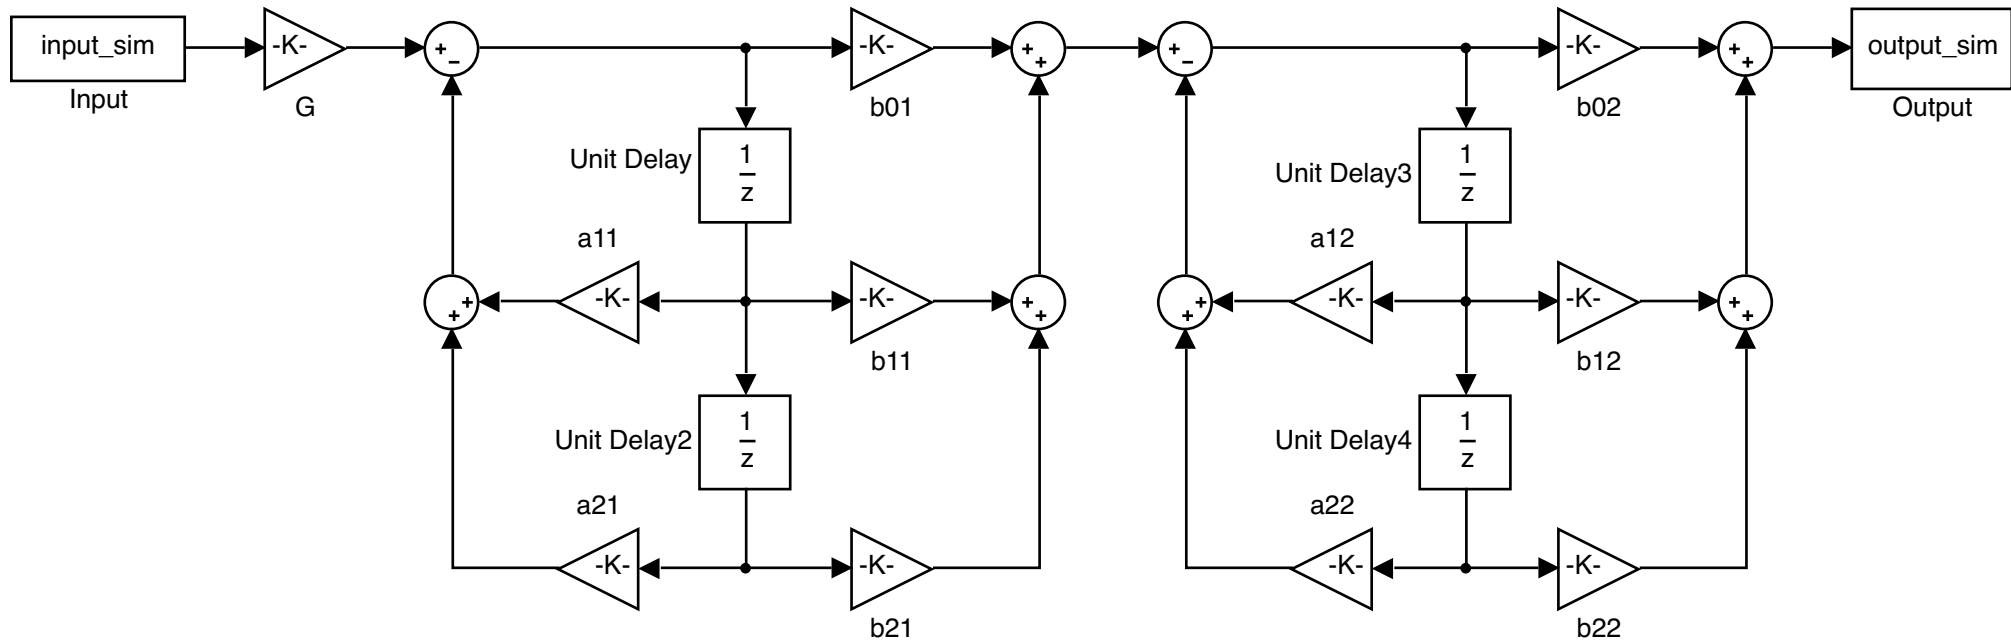 input_sim
Input
-K-
G
+
−
-K-
b01
+
+
+
−
-K-
b02
+
+
output_sim
Output
Unit Delay
1
z
Unit Delay3
1
z
a11
-K-
+
+
-K-
b11
+
+
a12
-K-
+
+
-K-
b12
+
+
Unit Delay2
1
z
Unit Delay4
1
z
a21
-K-
-K-
b21
a22
-K-
-K-
b22